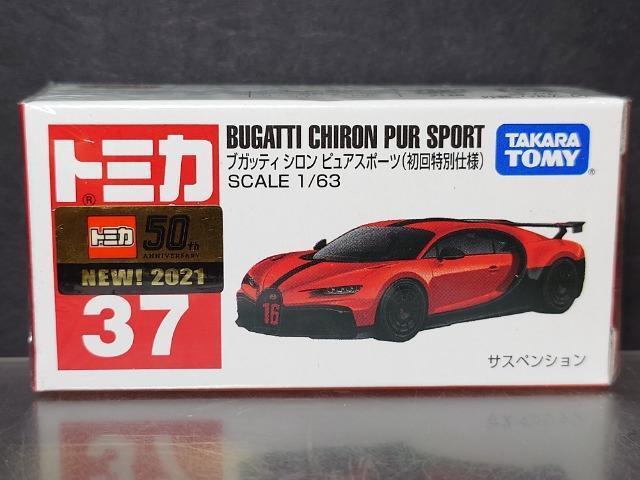 トミカ
®
トミカ 50th
ANNIVERSARY
NEW! 2021
37
BUGATTI CHIRON PUR SPORT
ブガッティ シロン ピュアスポーツ(初回特別仕様)
SCALE 1/63
TAKARA
TOMY®
16
サスペンション